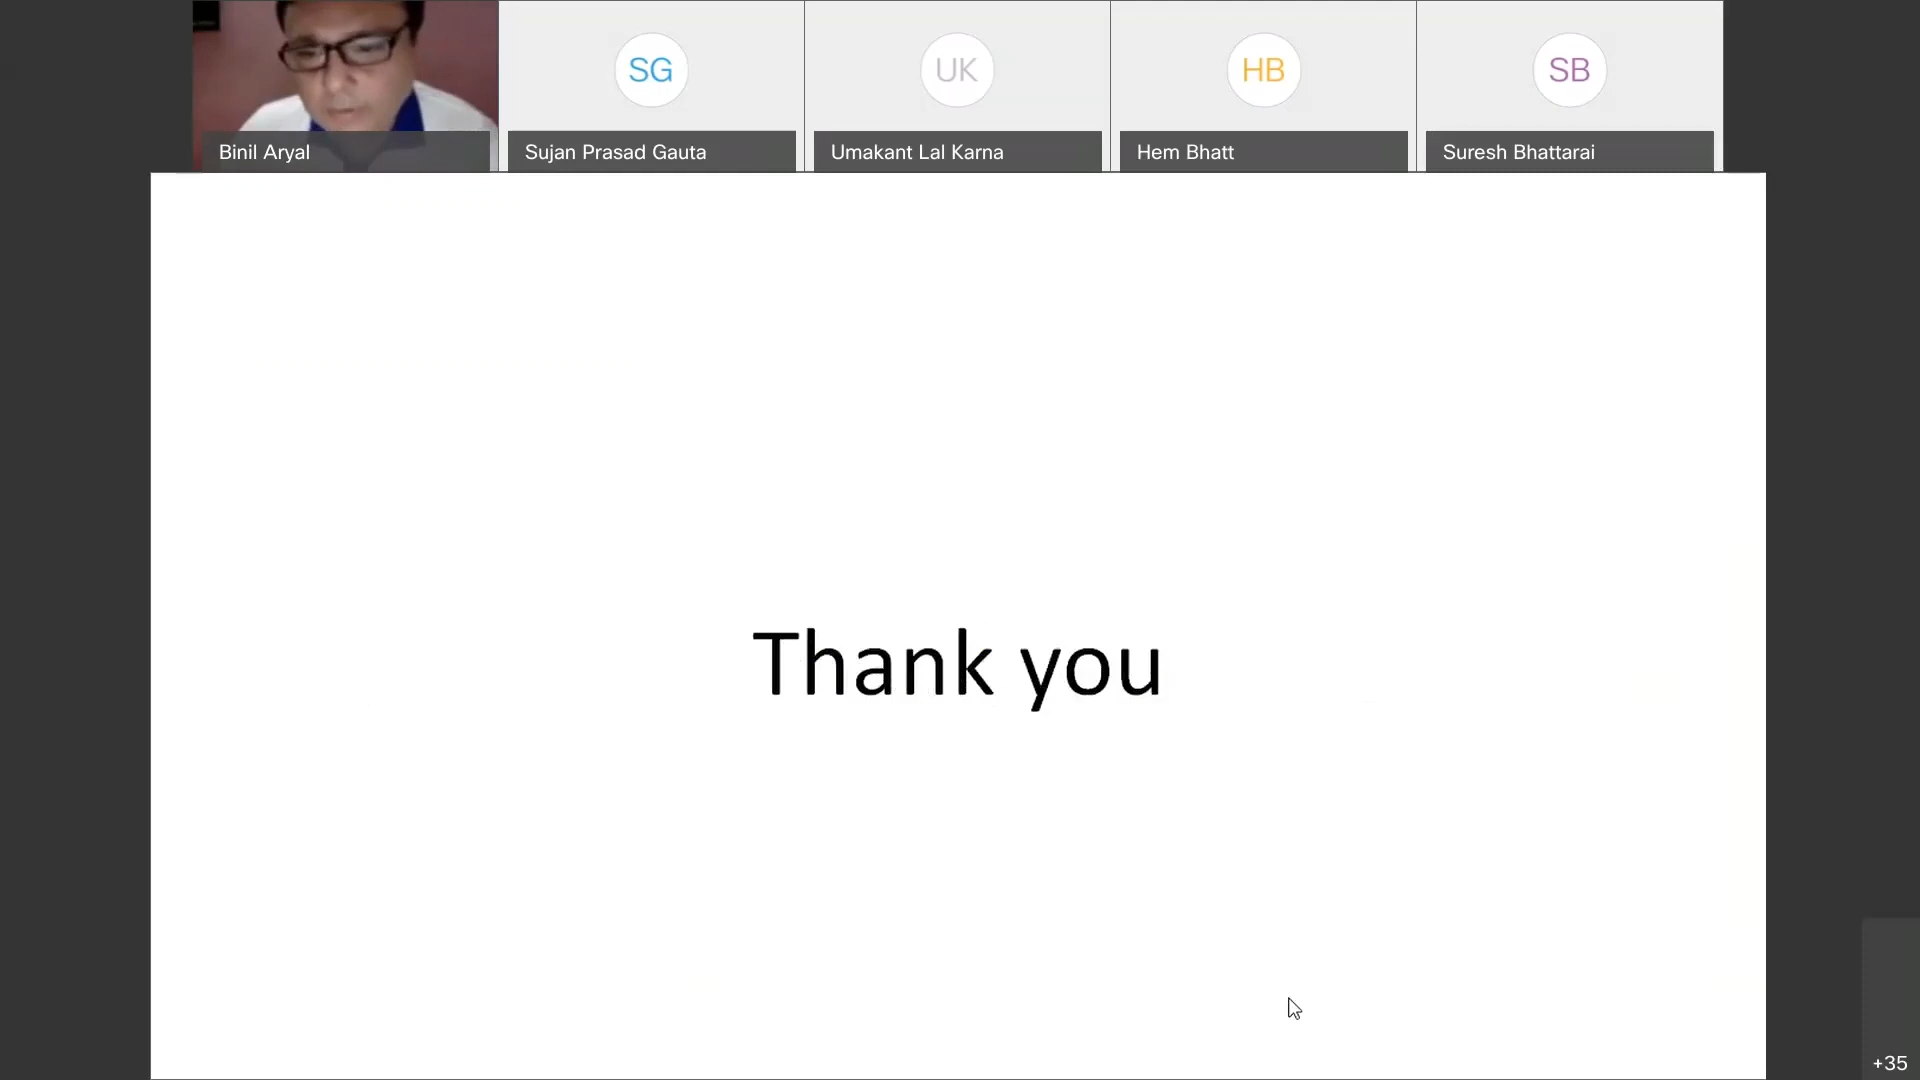 SG
UK
HB
SB
Binil Aryal
Sujan Prasad Gauta
Umakant Lal Karna
Hem Bhatt
Suresh Bhattarai
Thank you
+35